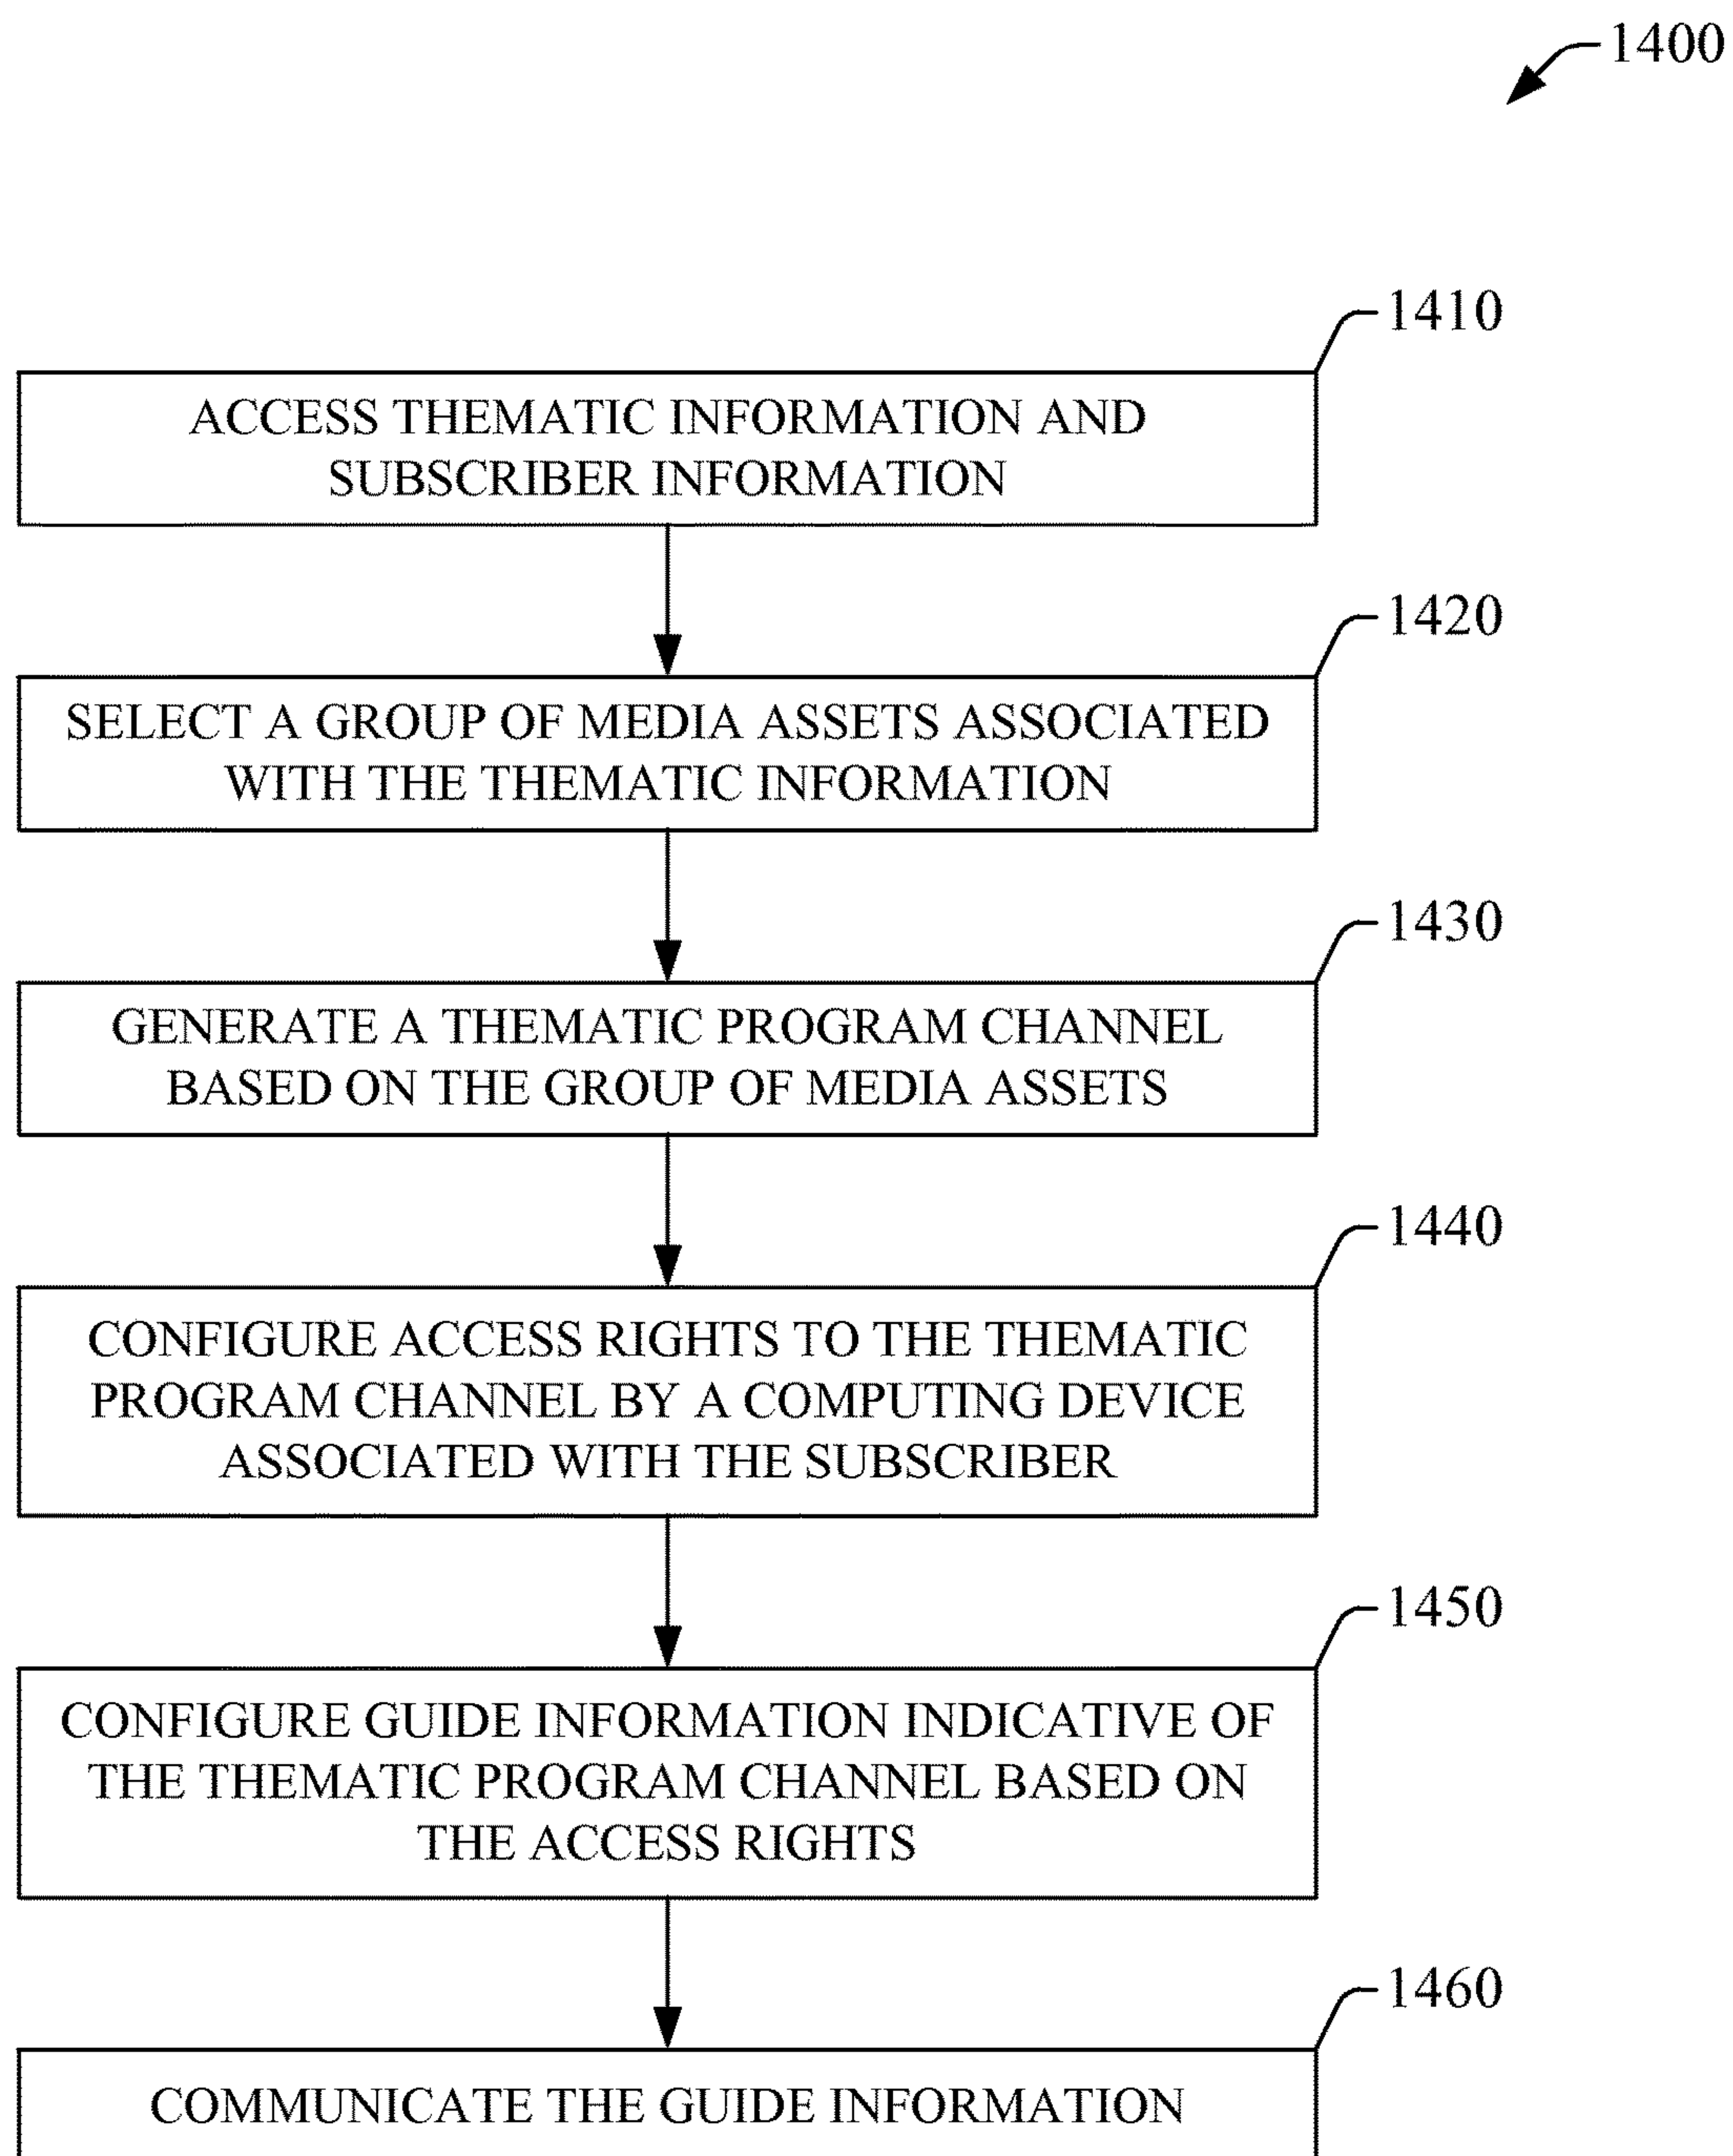 1400
1410
ACCESS THEMATIC INFORMATION AND
SUBSCRIBER INFORMATION
1420
SELECT A GROUP OF MEDIA ASSETS ASSOCIATED
WITH THE THEMATIC INFORMATION
1430
GENERATE A THEMATIC PROGRAM CHANNEL
BASED ON THE GROUP OF MEDIA ASSETS
1440
CONFIGURE ACCESS RIGHTS TO THE THEMATIC
PROGRAM CHANNEL BY A COMPUTING DEVICE
ASSOCIATED WITH THE SUBSCRIBER
1450
CONFIGURE GUIDE INFORMATION INDICATIVE OF
THE THEMATIC PROGRAM CHANNEL BASED ON
THE ACCESS RIGHTS
1460
COMMUNICATE THE GUIDE INFORMATION